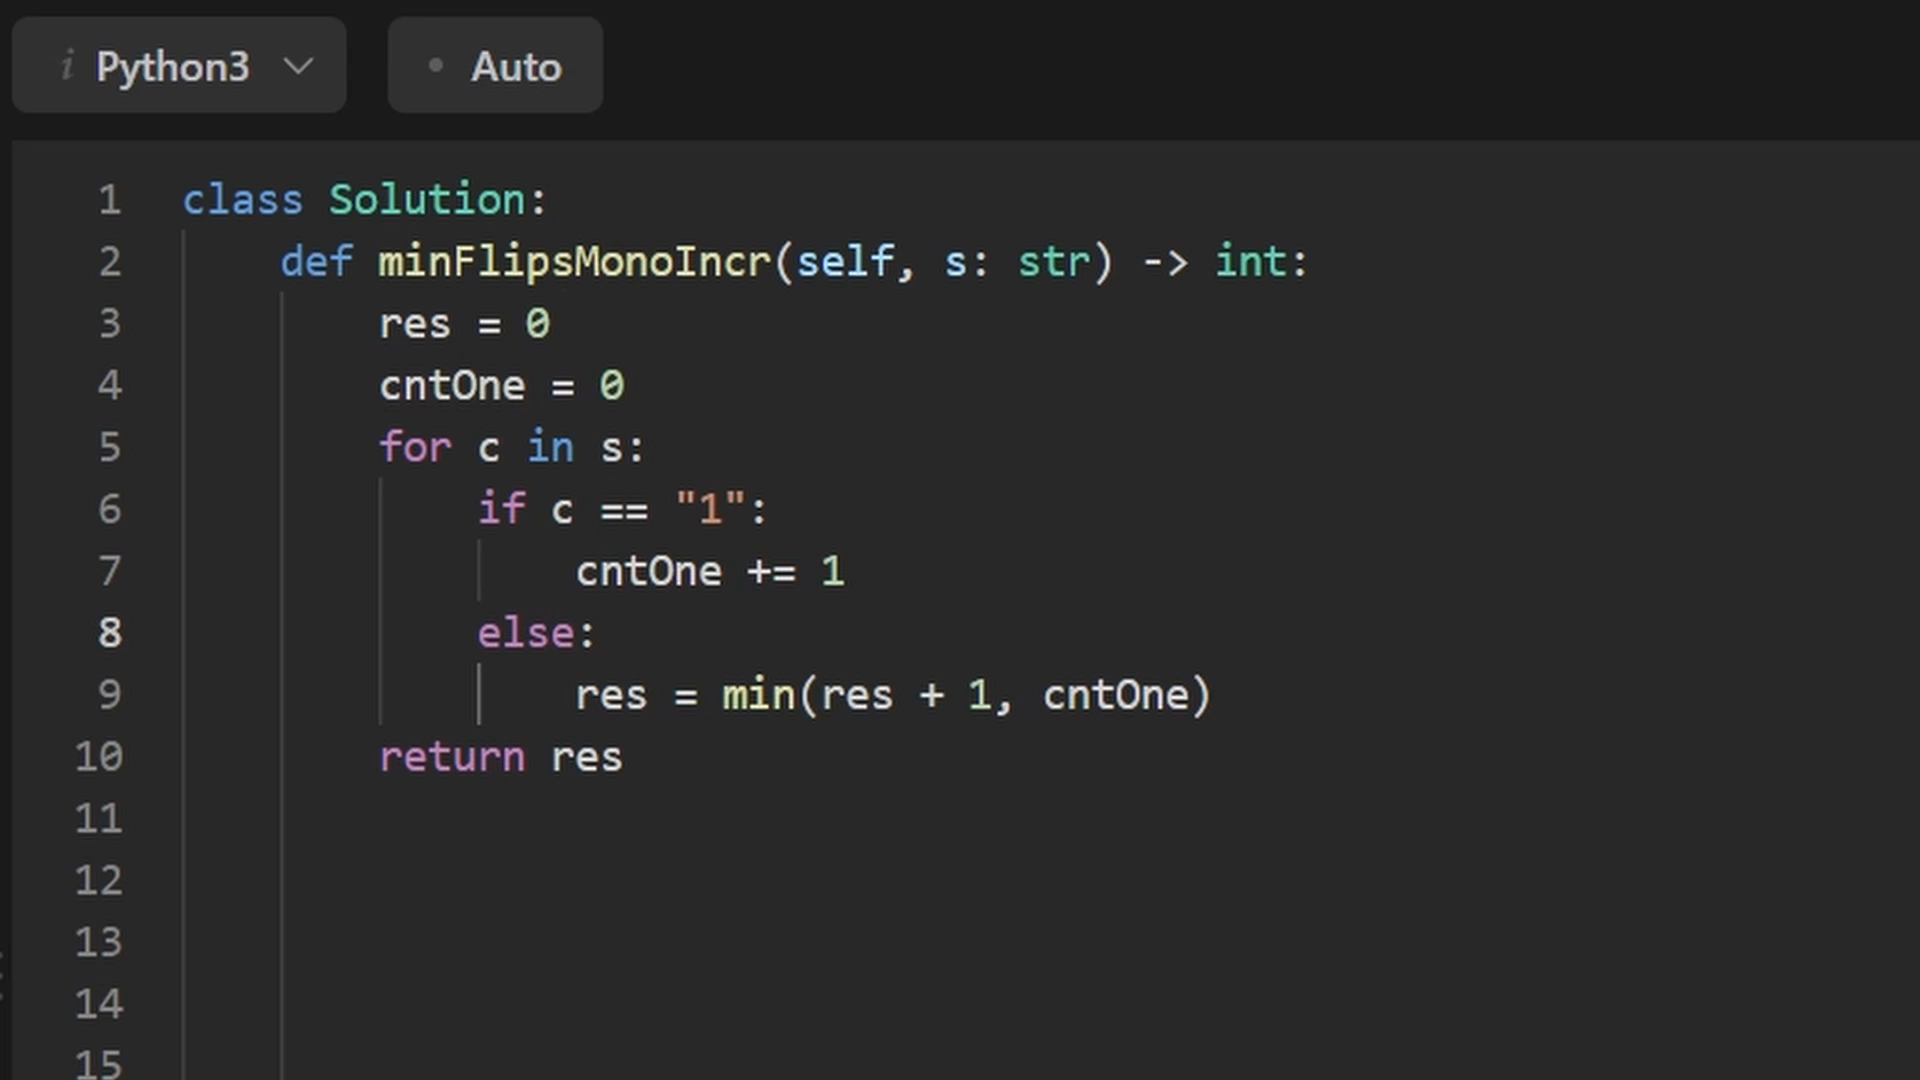 i Python3 Auto
1 class Solution:
2 def minFlipsMonoIncr(self, s: str) -> int:
3 res = 0
4 cntOne = 0
5 for c in s:
6 if c == "1":
7 cntOne += 1
8 else:
9 res = min(res + 1, cntOne)
10 return res
11
12
13
14
15